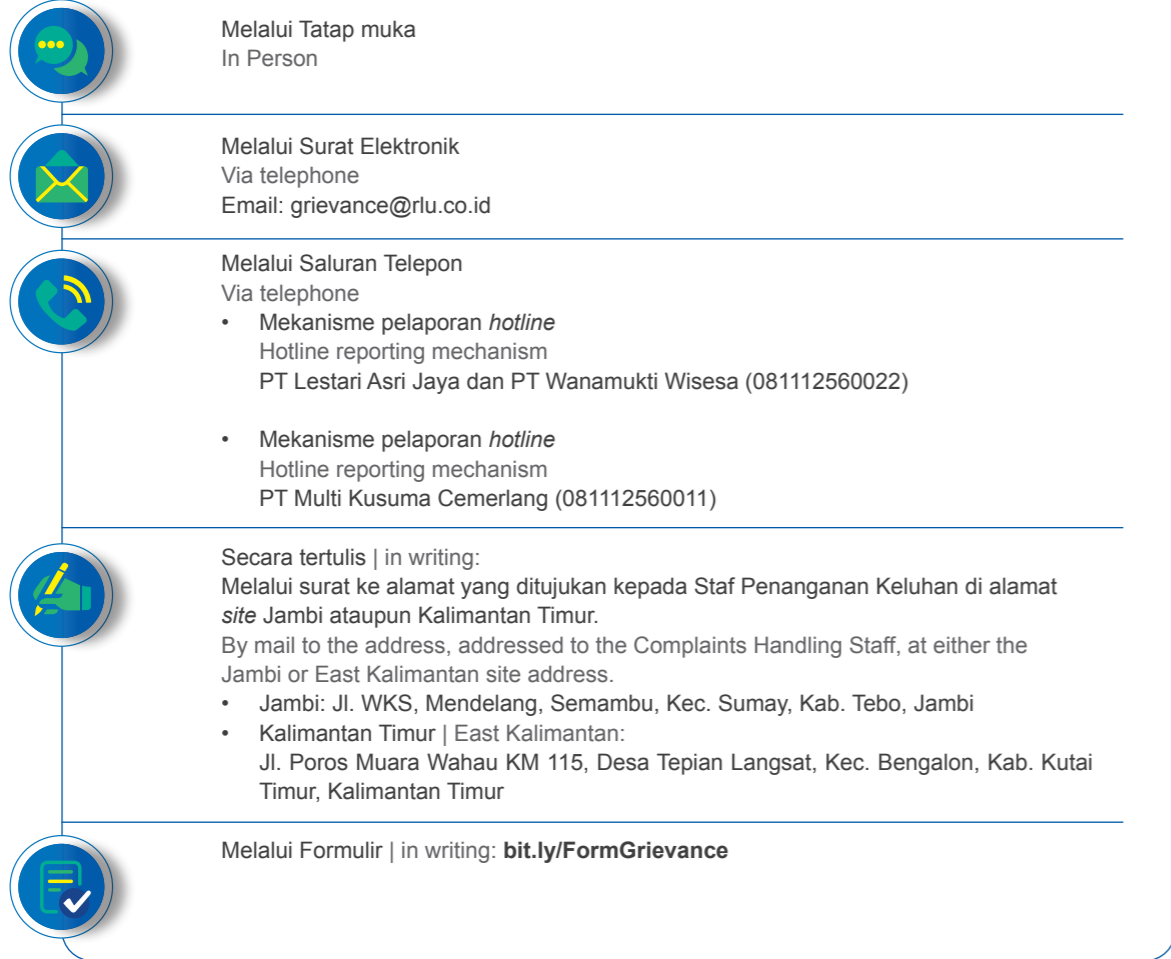 Melalui Tatap muka
In Person
Melalui Surat Elektronik
Via telephone
Email: grievance@rlu.co.id
Melalui Saluran Telepon
Via telephone
• Mekanisme pelaporan hotline
Hotline reporting mechanism
PT Lestari Asri Jaya dan PT Wanamukti Wisesa (081112560022)
• Mekanisme pelaporan hotline
Hotline reporting mechanism
PT Multi Kusuma Cemerlang (081112560011)
Secara tertulis | in writing:
Melalui surat ke alamat yang ditujukan kepada Staf Penanganan Keluhan di alamat
site Jambi ataupun Kalimantan Timur.
By mail to the address, addressed to the Complaints Handling Staff, at either the
Jambi or East Kalimantan site address.
• Jambi: Jl. WKS, Mendelang, Semambu, Kec. Sumay, Kab. Tebo, Jambi
• Kalimantan Timur | East Kalimantan:
Jl. Poros Muara Wahau KM 115, Desa Tepian Langsat, Kec. Bengalon, Kab. Kutai
Timur, Kalimantan Timur
Melalui Formulir | in writing: bit.ly/FormGrievance